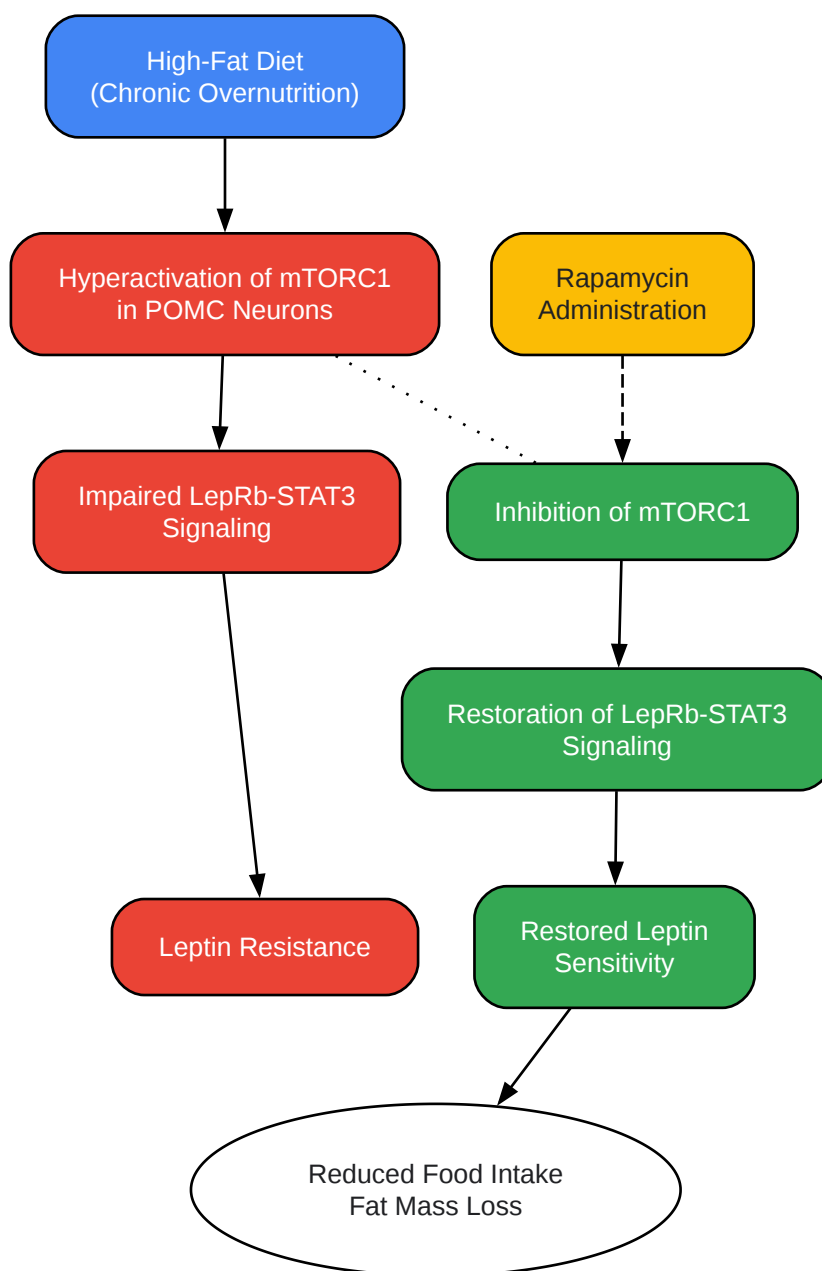 High-Fat Diet
(Chronic Overnutrition)
Hyperactivation of mTORC1
in POMC Neurons
Rapamycin
Administration
Impaired LepRb-STAT3
Signaling
Inhibition of mTORC1
Restoration of LepRb-STAT3
Signaling
Leptin Resistance
Restored Leptin
Sensitivity
Reduced Food Intake
Fat Mass Loss